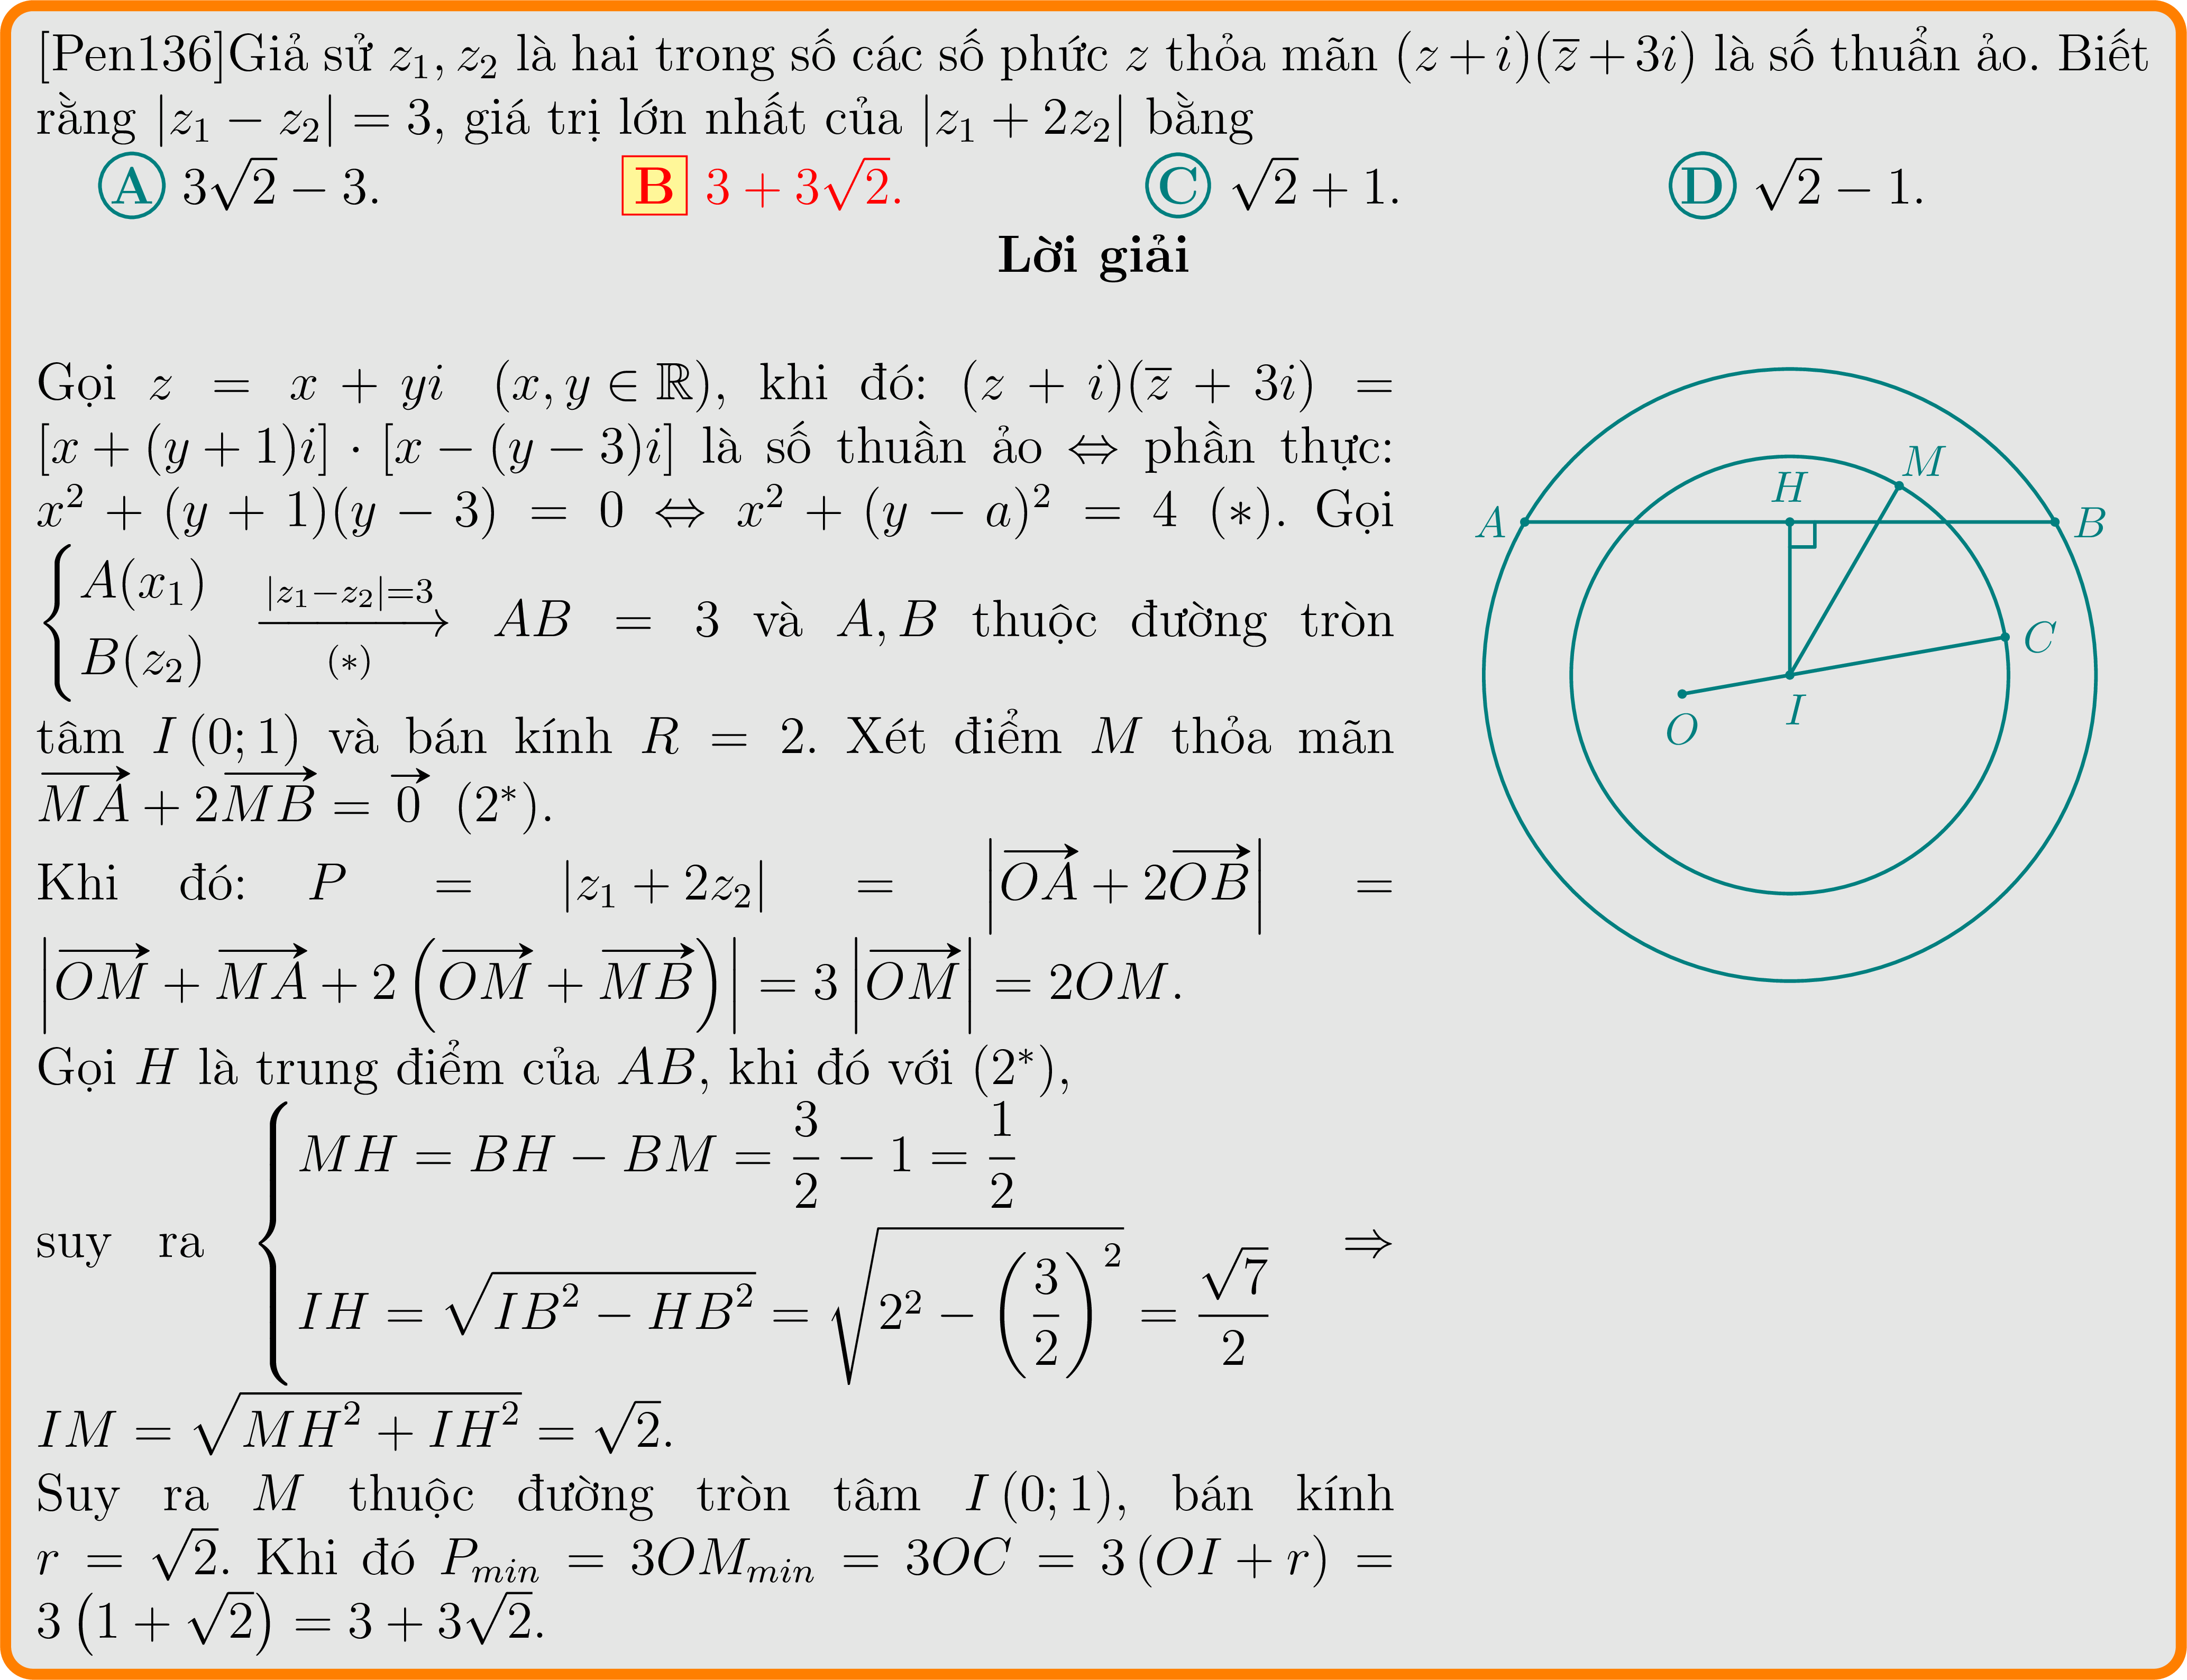 [Pen136]Giả sử $z_1, z_2$ là hai trong số các số phức $z$ thỏa mãn $(z+i)(\overline{z}+3i)$ là số thuẩn ảo. Biết
rằng $|z_1 - z_2| = 3$, giá trị lớn nhất của $|z_1 + 2z_2|$ bằng
A $3\sqrt{2} - 3$. B $3 + 3\sqrt{2}$. C $\sqrt{2} + 1$. D $\sqrt{2} - 1$.
Lời giải
Gọi $z = x + yi$ $(x, y \in \mathbb{R})$, khi đó: $(z + i)(\overline{z} + 3i) =$
$[x + (y + 1)i] \cdot [x - (y - 3)i]$ là số thuần ảo $\Leftrightarrow$ phần thực:
$x^2 + (y + 1)(y - 3) = 0 \Leftrightarrow x^2 + (y - a)^2 = 4$ $(*)$. Gọi
$\begin{cases} A(x_1) \\ B(z_2) \end{cases} \xrightarrow[(*)]{|z_1 - z_2| = 3} AB = 3$ và $A, B$ thuộc đường tròn
tâm $I(0; 1)$ và bán kính $R = 2$. Xét điểm $M$ thỏa mãn
$\overrightarrow{MA} + 2\overrightarrow{MB} = \overrightarrow{0}$ $(2^*)$.
Khi đó: $P = |z_1 + 2z_2| = \left|\overrightarrow{OA} + 2\overrightarrow{OB}\right| =$
$\left|\overrightarrow{OM} + \overrightarrow{MA} + 2\left(\overrightarrow{OM} + \overrightarrow{MB}\right)\right| = 3\left|\overrightarrow{OM}\right| = 2OM$.
Gọi $H$ là trung điểm của $AB$, khi đó với $(2^*)$,
suy ra $\begin{cases} MH = BH - BM = \dfrac{3}{2} - 1 = \dfrac{1}{2} \\ IH = \sqrt{IB^2 - HB^2} = \sqrt{2^2 - \left(\dfrac{3}{2}\right)^2} = \dfrac{\sqrt{7}}{2} \end{cases} \Rightarrow$
$IM = \sqrt{MH^2 + IH^2} = \sqrt{2}$.
Suy ra $M$ thuộc đường tròn tâm $I(0; 1)$, bán kính
$r = \sqrt{2}$. Khi đó $P_{min} = 3OM_{min} = 3OC = 3(OI + r) =$
$3(1 + \sqrt{2}) = 3 + 3\sqrt{2}$.
M
H
A
B
C
I
O